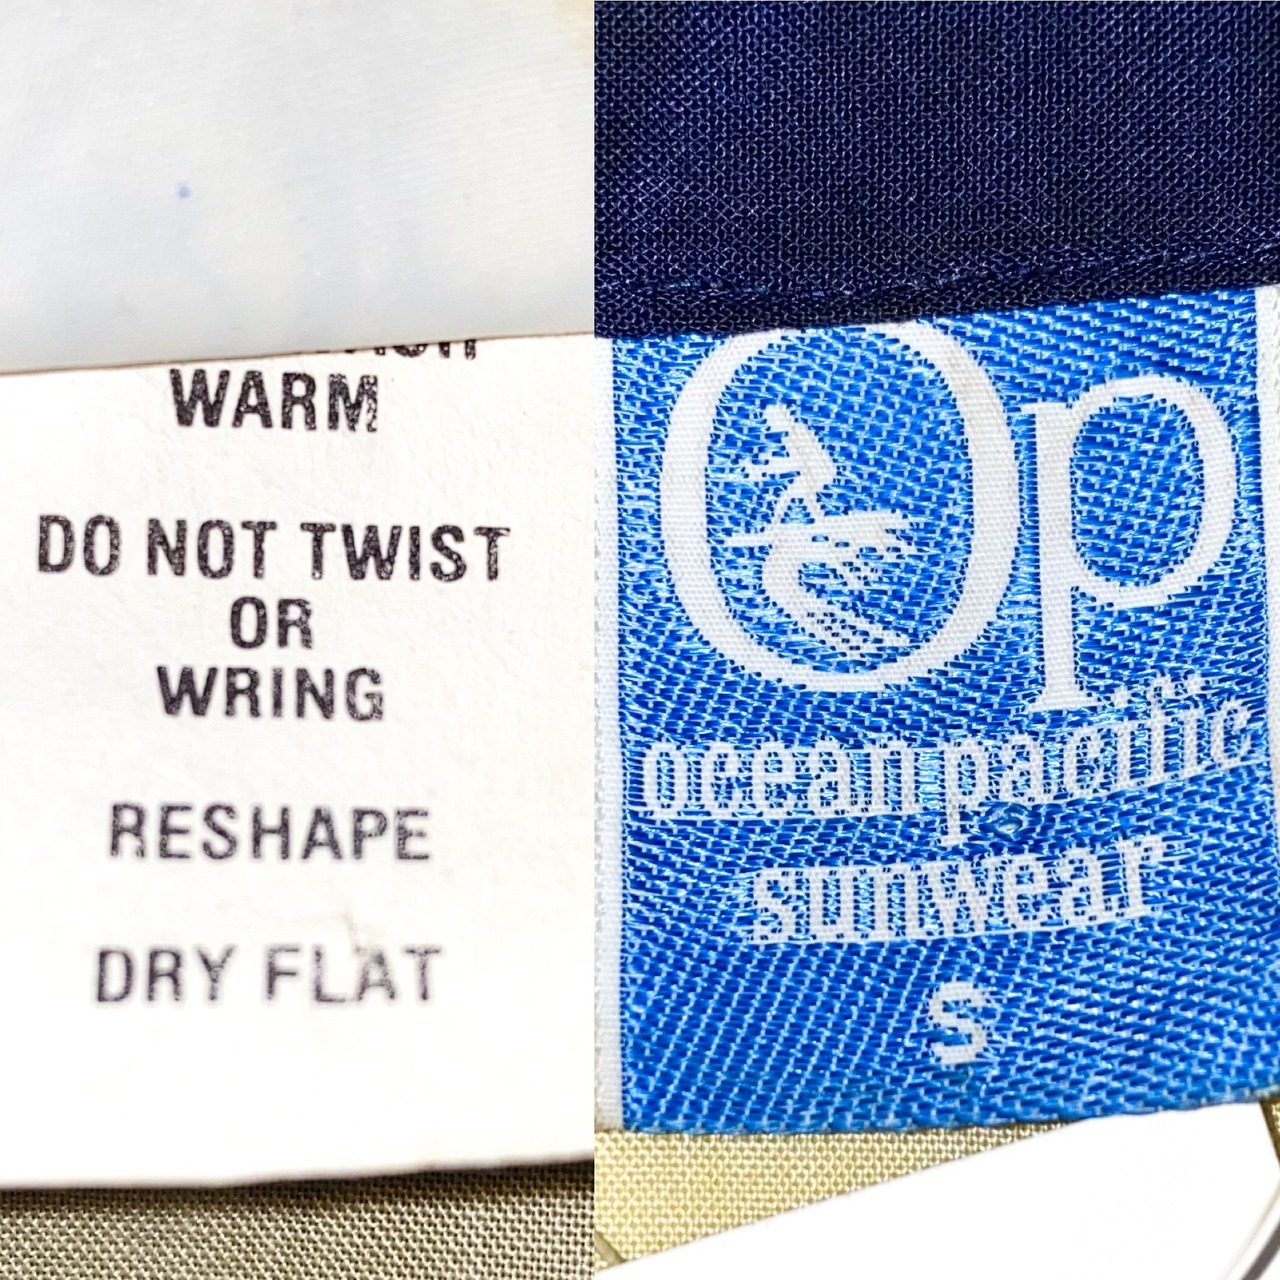 WARM
DO NOT TWIST
OR
WRING
RESHAPE
DRY FLAT
Op
ocean pacific
sunwear
S